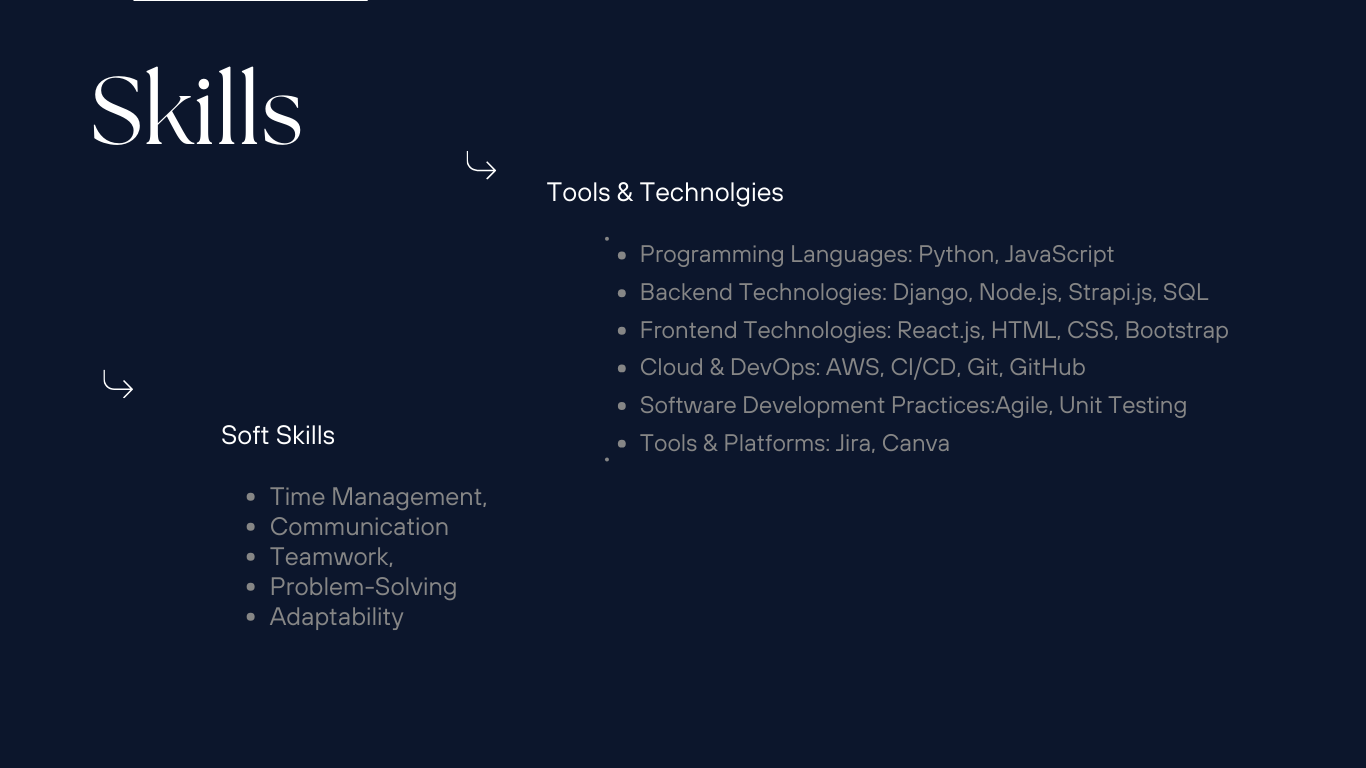 Skills
Tools & Technolgies
• Programming Languages: Python, JavaScript
• Backend Technologies: Django, Node.js, Strapi.js, SQL
• Frontend Technologies: React.js, HTML, CSS, Bootstrap
• Cloud & DevOps: AWS, CI/CD, Git, GitHub
• Software Development Practices:Agile, Unit Testing
• Tools & Platforms: Jira, Canva
Soft Skills
• Time Management,
• Communication
• Teamwork,
• Problem-Solving
• Adaptability